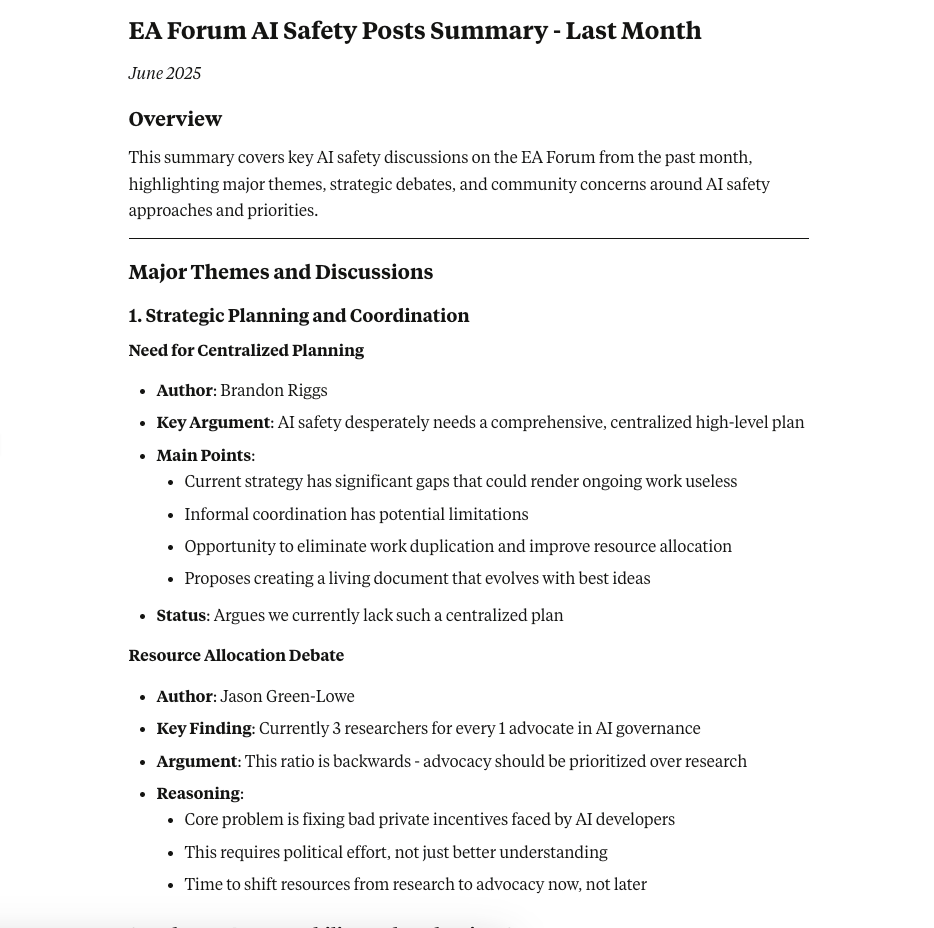 EA Forum AI Safety Posts Summary - Last Month
June 2025
Overview
This summary covers key AI safety discussions on the EA Forum from the past month,
highlighting major themes, strategic debates, and community concerns around AI safety
approaches and priorities.
Major Themes and Discussions
1. Strategic Planning and Coordination
Need for Centralized Planning
• Author: Brandon Riggs
• Key Argument: AI safety desperately needs a comprehensive, centralized high-level plan
• Main Points:
• Current strategy has significant gaps that could render ongoing work useless
• Informal coordination has potential limitations
• Opportunity to eliminate work duplication and improve resource allocation
• Proposes creating a living document that evolves with best ideas
• Status: Argues we currently lack such a centralized plan
Resource Allocation Debate
• Author: Jason Green-Lowe
• Key Finding: Currently 3 researchers for every 1 advocate in AI governance
• Argument: This ratio is backwards - advocacy should be prioritized over research
• Reasoning:
• Core problem is fixing bad private incentives faced by AI developers
• This requires political effort, not just better understanding
• Time to shift resources from research to advocacy now, not later